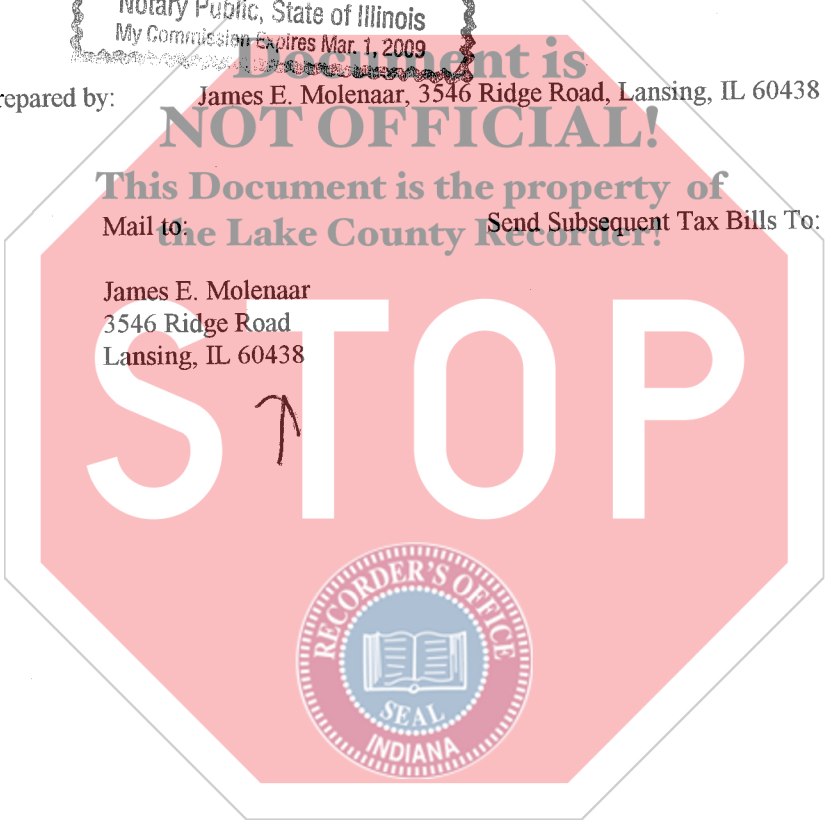 Notary Public, State of Illinois
My Commission Expires Mar. 1, 2009
Document is
repared by: James E. Molenaar, 3546 Ridge Road, Lansing, IL 60438
NOT OFFICIAL!
This Document is the property of
Mail to: Send Subsequent Tax Bills To:
the Lake County Recorder!
James E. Molenaar
3546 Ridge Road
Lansing, IL 60438
STOP
RECORDER'S OFFICE
SEAL
INDIANA